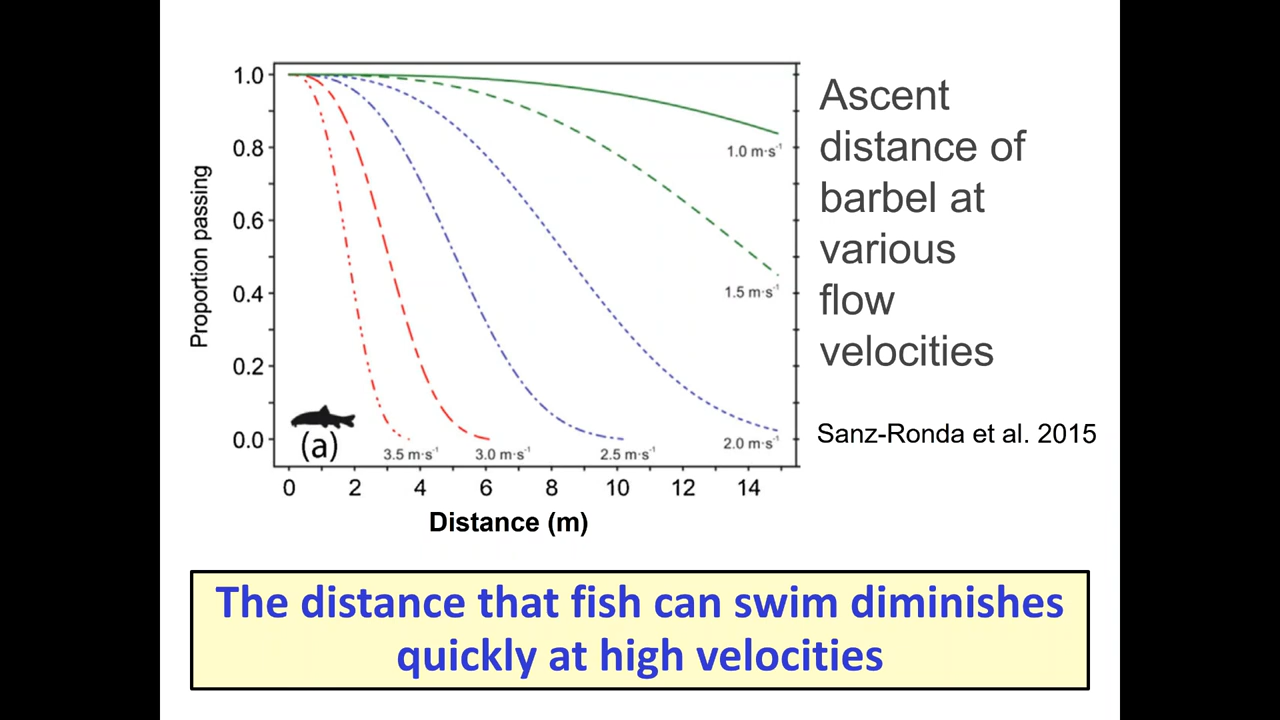 1.0
0.8
0.6
0.4
0.2
0.0
Proportion passing
1.0 m·s⁻¹
1.5 m·s⁻¹
2.0 m·s⁻¹
2.5 m·s⁻¹
3.0 m·s⁻¹
3.5 m·s⁻¹
(a)
0 2 4 6 8 10 12 14
Distance (m)
Ascent
distance of
barbel at
various
flow
velocities
Sanz-Ronda et al. 2015
The distance that fish can swim diminishes
quickly at high velocities